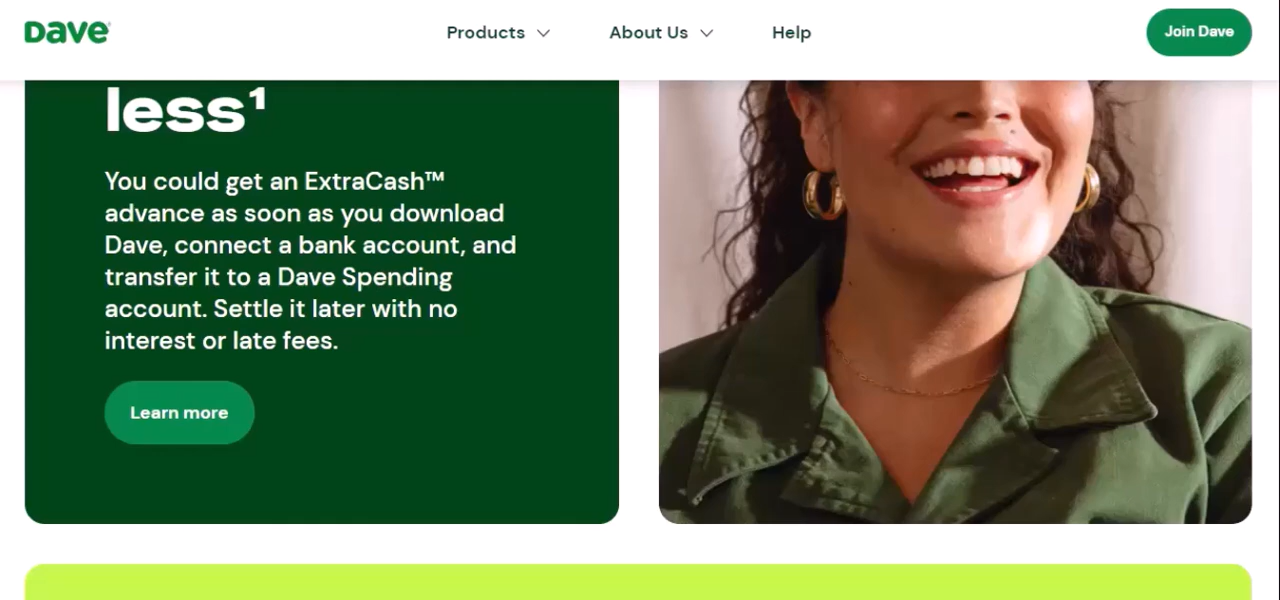 Dave
Products
About Us
Help
Join Dave
less¹
You could get an ExtraCash™
advance as soon as you download
Dave, connect a bank account, and
transfer it to a Dave Spending
account. Settle it later with no
interest or late fees.
Learn more